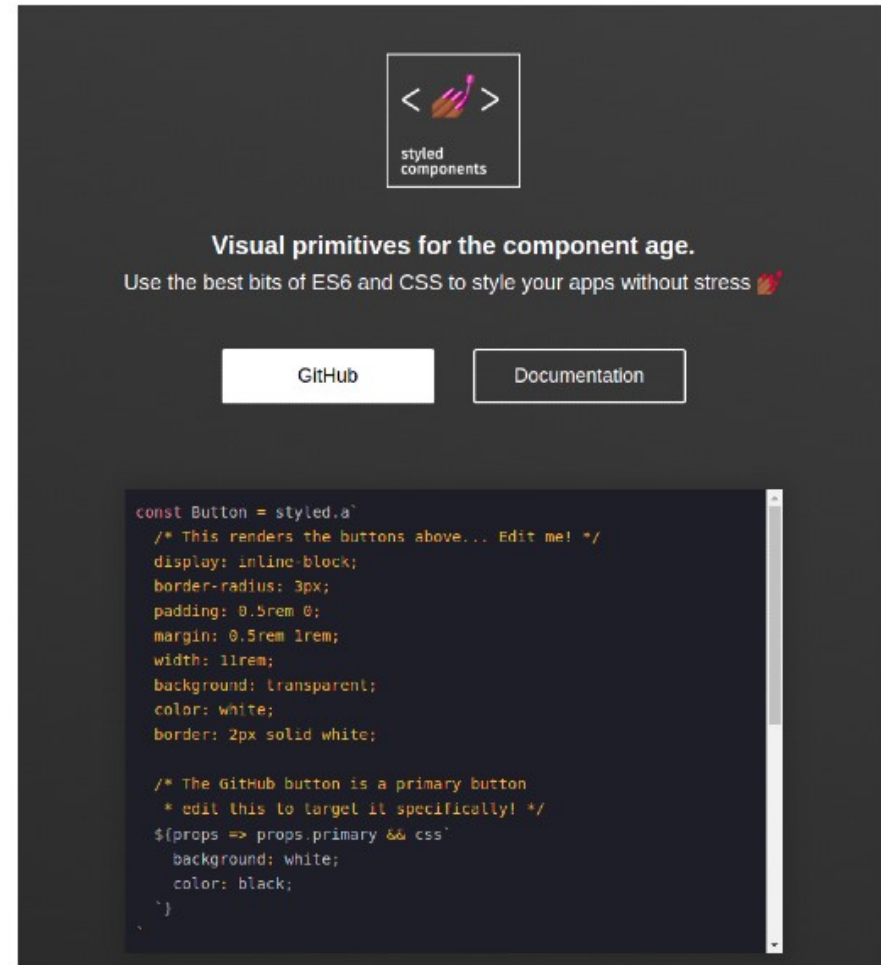 < 💅 >
styled
components
Visual primitives for the component age.
Use the best bits of ES6 and CSS to style your apps without stress 💅
GitHub
Documentation
const Button = styled.a`
  /* This renders the buttons above... Edit me! */
  display: inline-block;
  border-radius: 3px;
  padding: 0.5rem 0;
  margin: 0.5rem 1rem;
  width: 11rem;
  background: transparent;
  color: white;
  border: 2px solid white;
  /* The GitHub button is a primary button
   * edit this to target it specifically! */
  ${props => props.primary && css`
    background: white;
    color: black;
  `}
`